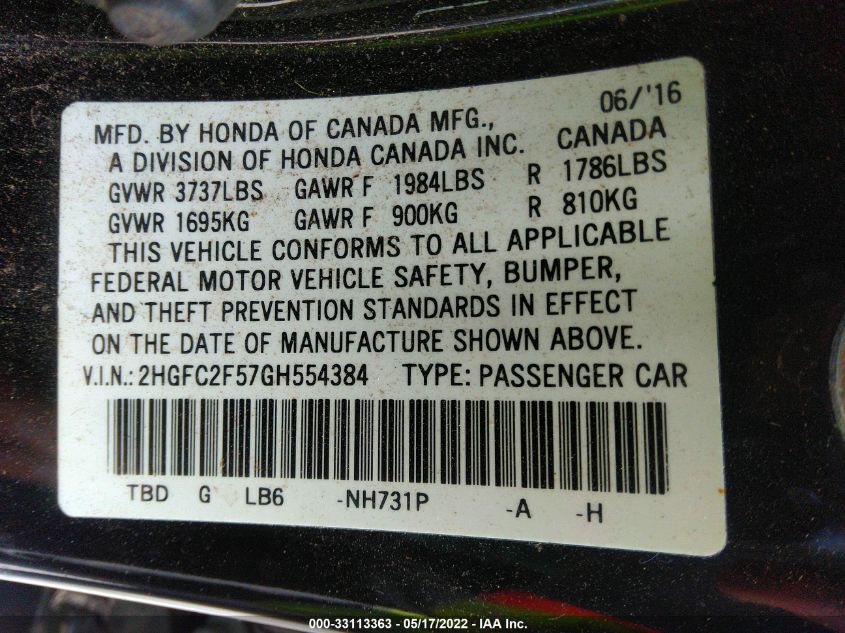 06/'16
MFD. BY HONDA OF CANADA MFG.,
A DIVISION OF HONDA CANADA INC. CANADA
GVWR 3737LBS GAWR F 1984LBS R 1786LBS
GVWR 1695KG GAWR F 900KG R 810KG
THIS VEHICLE CONFORMS TO ALL APPLICABLE
FEDERAL MOTOR VEHICLE SAFETY, BUMPER,
AND THEFT PREVENTION STANDARDS IN EFFECT
ON THE DATE OF MANUFACTURE SHOWN ABOVE.
V.I.N.: 2HGFC2F57GH554384 TYPE: PASSENGER CAR
TBD G LB6 -NH731P -A -H
000-33113363 - 05/17/2022 - IAA Inc.